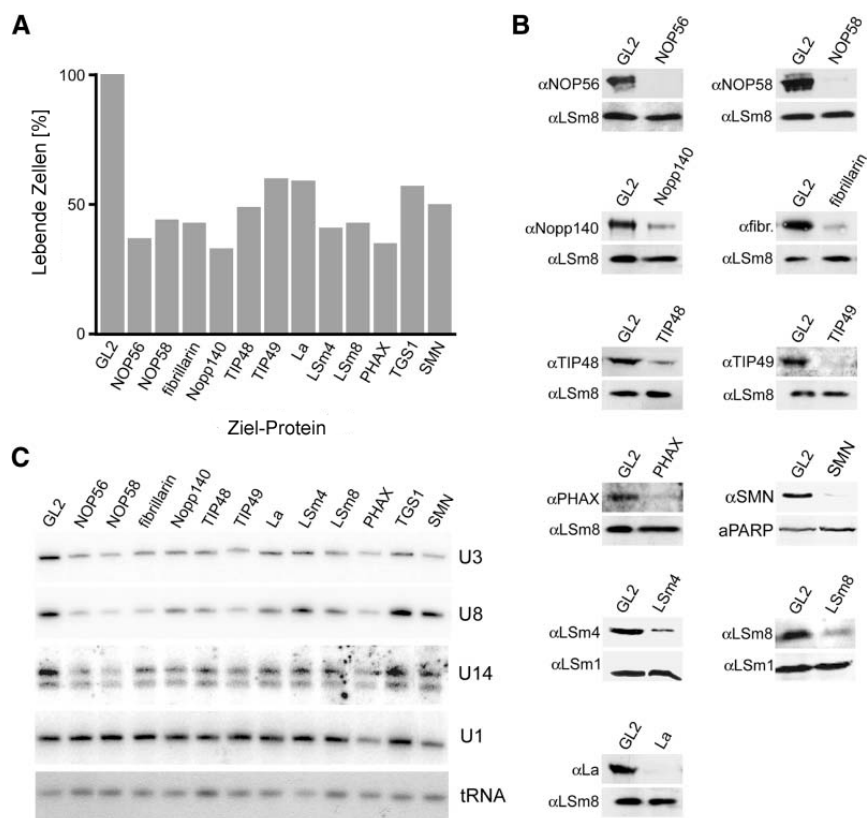 A
Lebende Zellen [%]
100
50
0
GL2 NOP56 NOP58 fibrillarin Nopp140 TIP48 TIP49 La LSm4 LSm8 PHAX TGS1 SMN
Ziel-Protein
B
GL2 NOP56
αNOP56
αLSm8
GL2 NOP58
αNOP58
αLSm8
GL2 Nopp140
αNopp140
αLSm8
GL2 fibrillarin
αfibr.
αLSm8
GL2 TIP48
αTIP48
αLSm8
GL2 TIP49
αTIP49
αLSm8
GL2 PHAX
αPHAX
αLSm8
GL2 SMN
αSMN
aPARP
GL2 LSm4
αLSm4
αLSm1
GL2 LSm8
αLSm8
αLSm1
GL2 La
αLa
αLSm8
C
GL2 NOP56 NOP58 fibrillarin Nopp140 TIP48 TIP49 La LSm4 LSm8 PHAX TGS1 SMN
U3
U8
U14
U1
tRNA